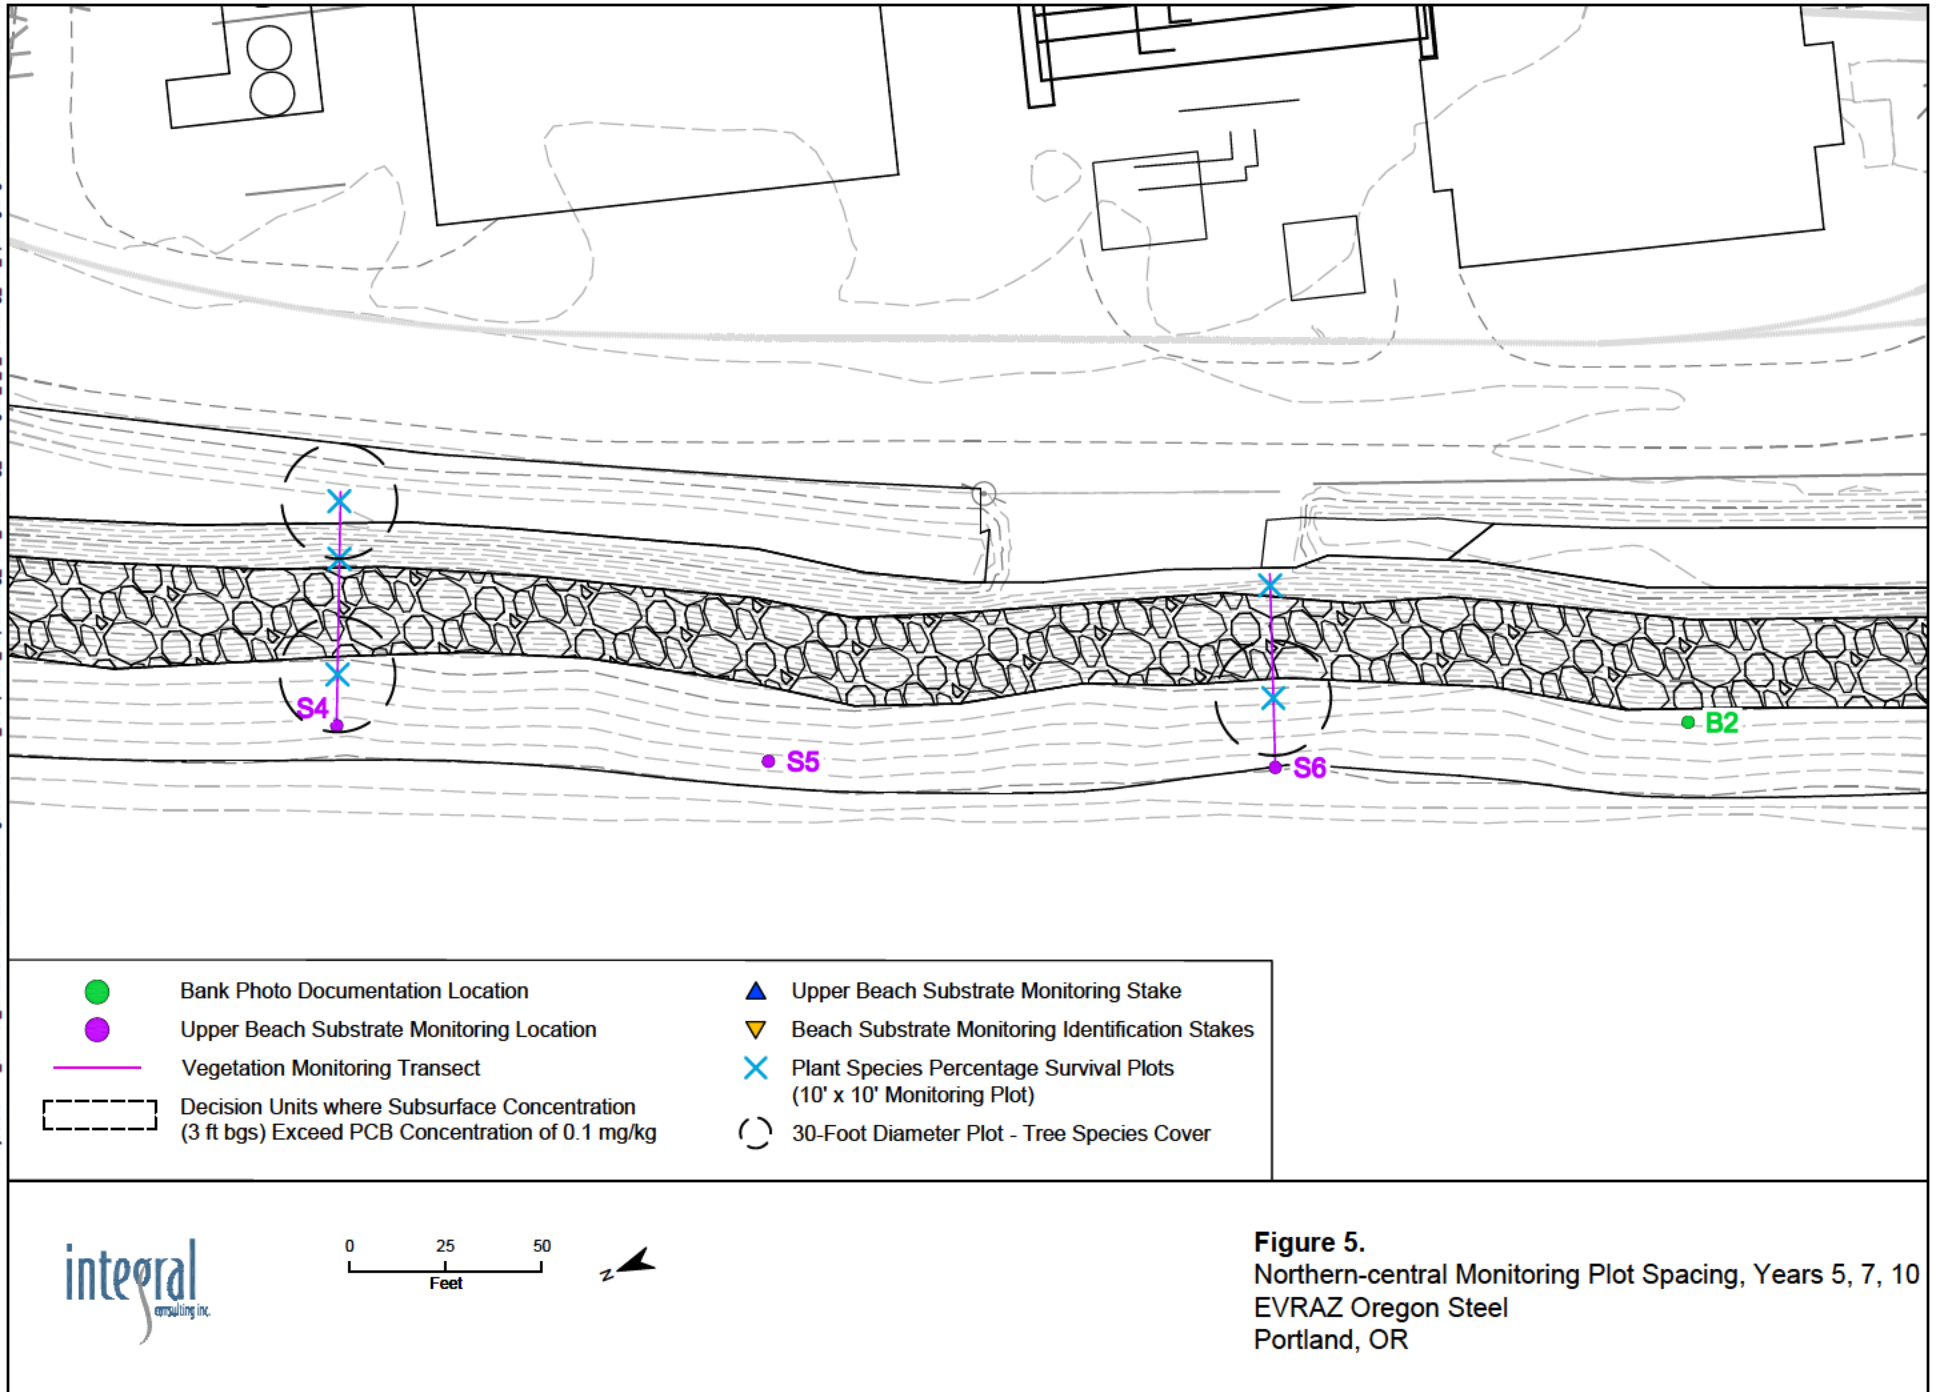 S4
S5
S6
B2
Bank Photo Documentation Location
Upper Beach Substrate Monitoring Location
Vegetation Monitoring Transect
Decision Units where Subsurface Concentration
(3 ft bgs) Exceed PCB Concentration of 0.1 mg/kg
Upper Beach Substrate Monitoring Stake
Beach Substrate Monitoring Identification Stakes
Plant Species Percentage Survival Plots
(10' x 10' Monitoring Plot)
30-Foot Diameter Plot - Tree Species Cover
integral
consulting inc.
0 25 50
Feet
N
Figure 5.
Northern-central Monitoring Plot Spacing, Years 5, 7, 10
EVRAZ Oregon Steel
Portland, OR